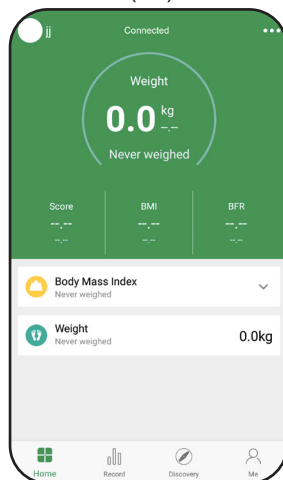 jj
Connected
Weight
0.0 kg
--.--
Never weighed
Score BMI BFR
--.-- --.-- --.--
--.-- --.-- --.--
Body Mass Index
Never weighed
Weight
Never weighed
0.0kg
Home Record Discovery Me